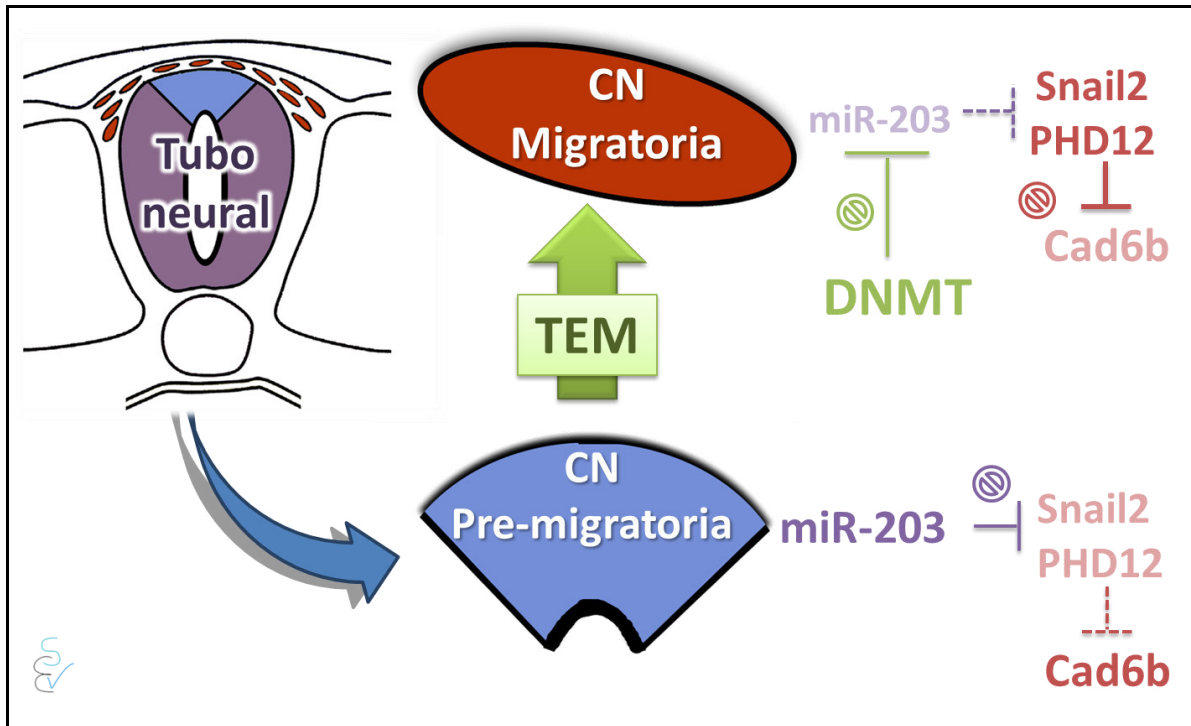 Tubo
neural
CN
Migratoria
miR-203
Snail2
PHD12
Cad6b
DNMT
TEM
CN
Pre-migratoria
miR-203
Snail2
PHD12
Cad6b